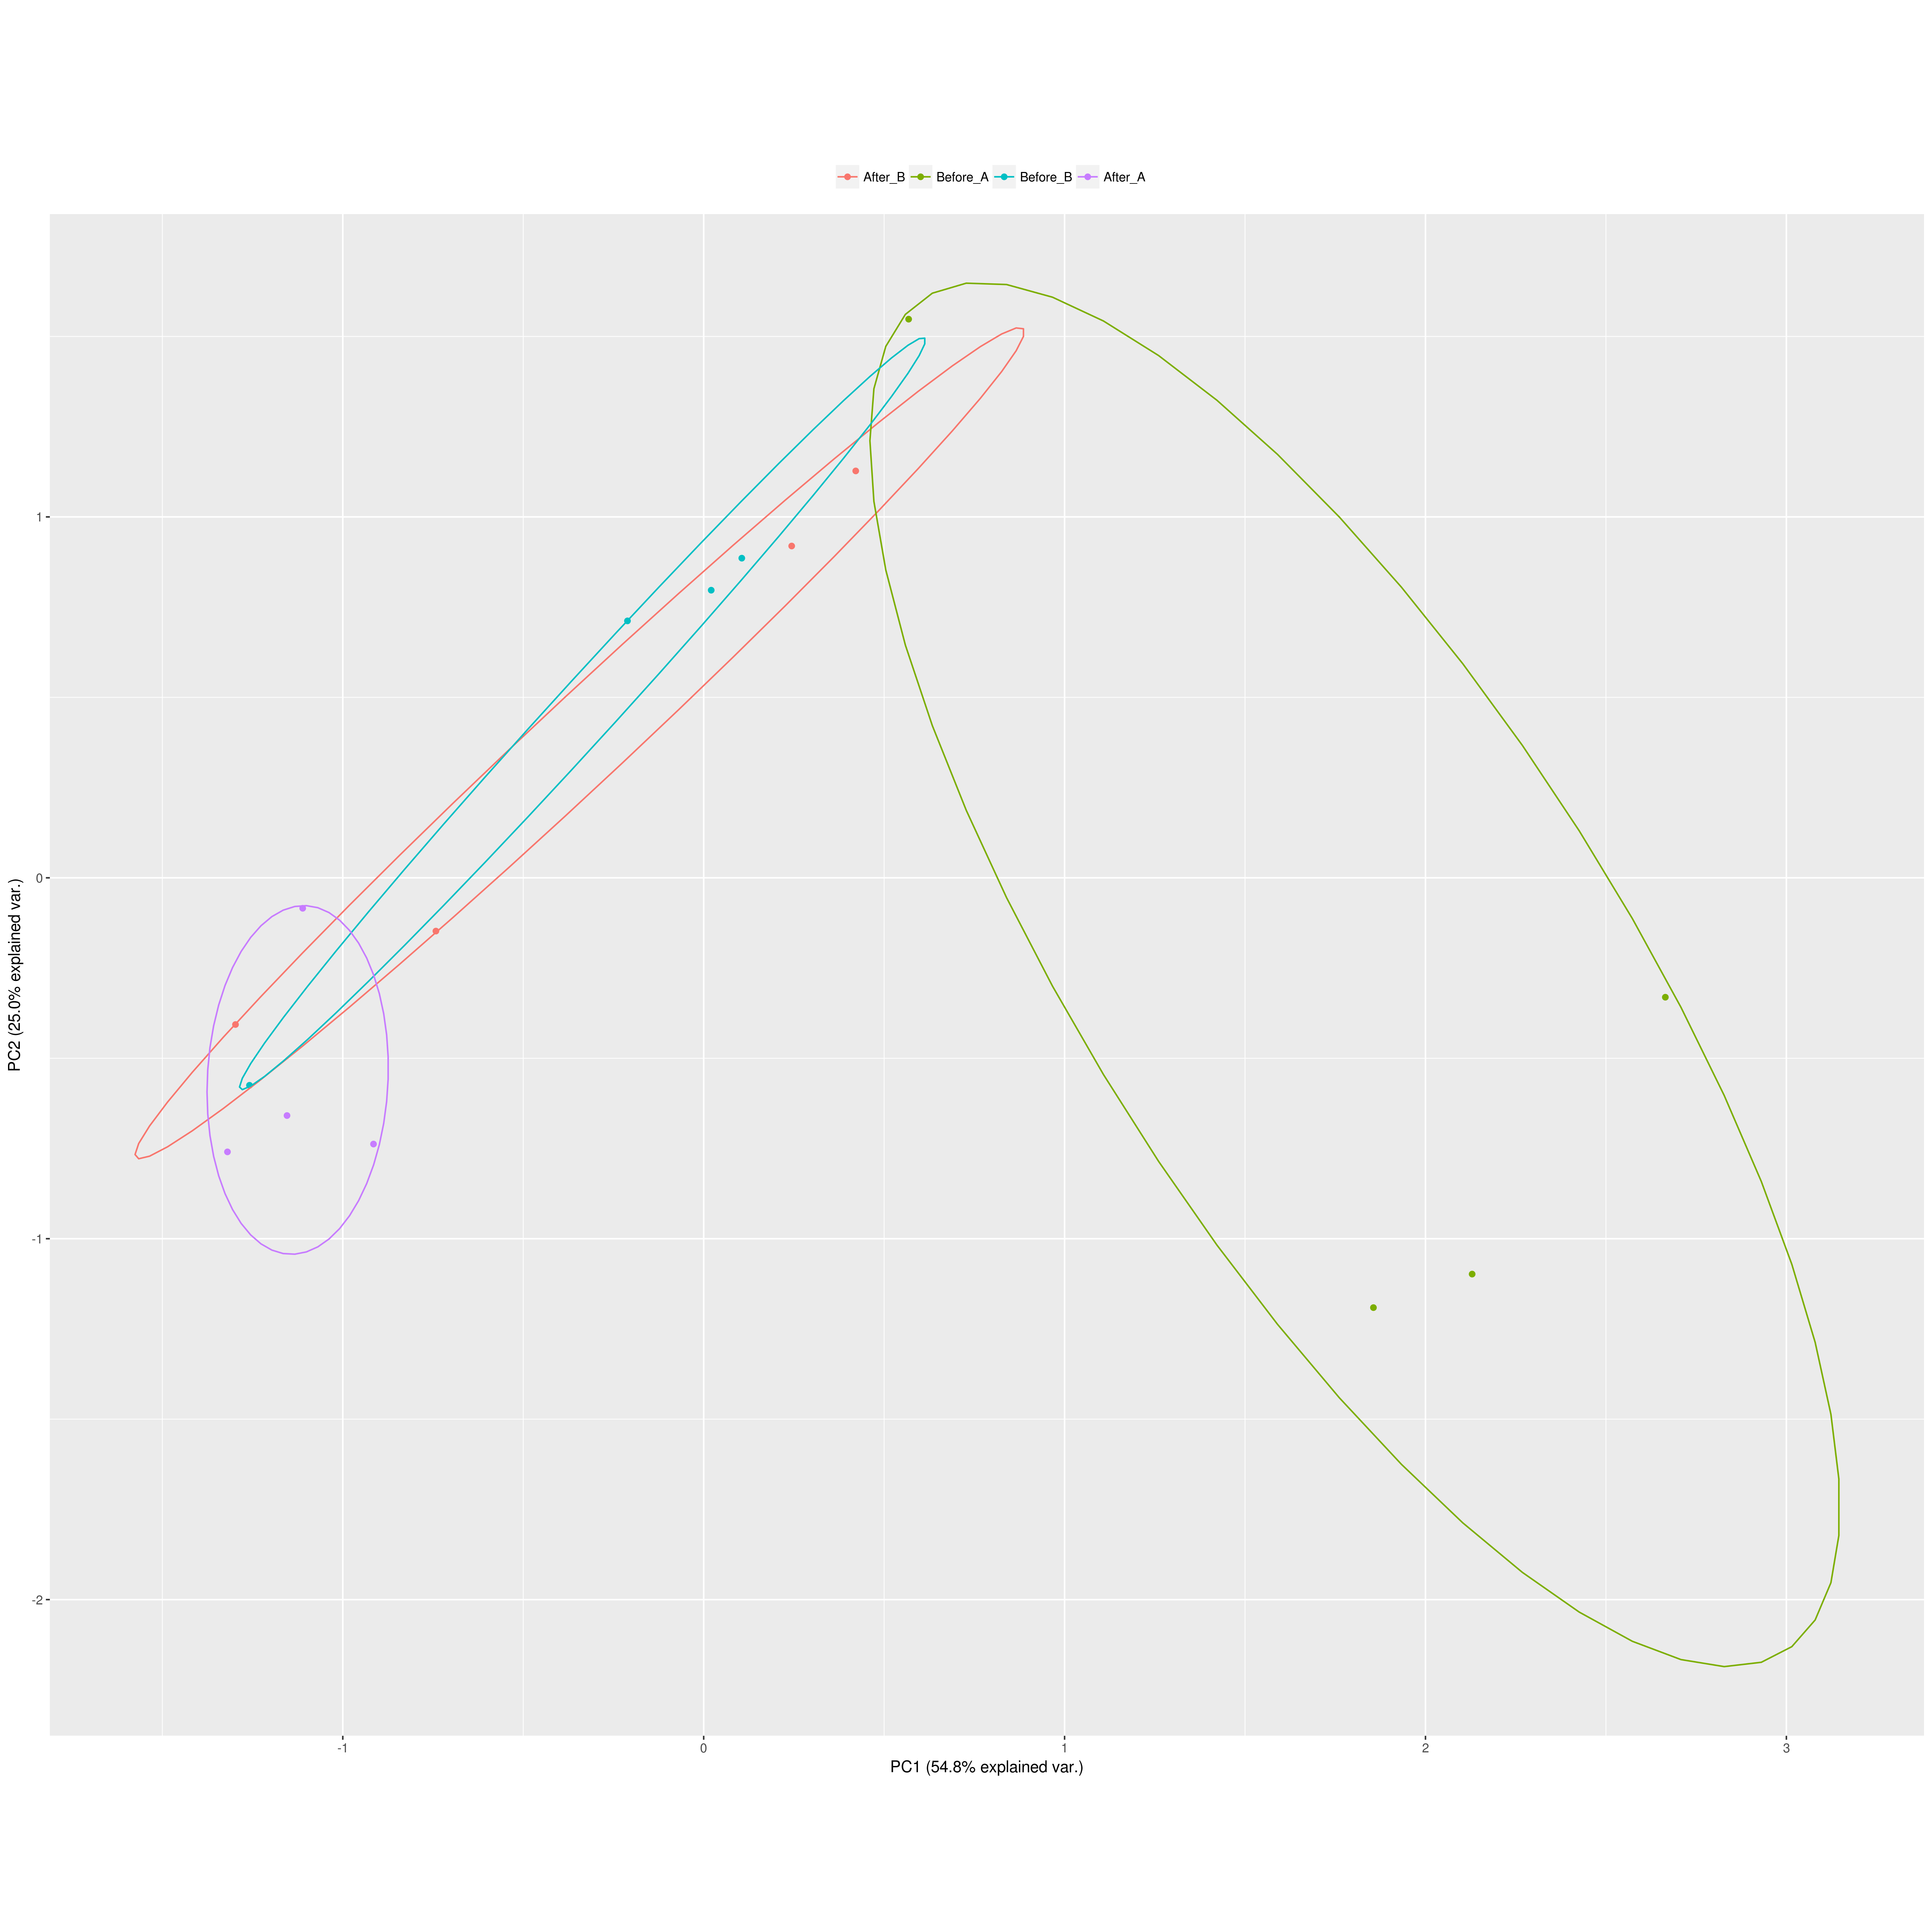 After_B Before_A Before_B After_A
PC2 (25.0% explained var.)
1
0
-1
-2
-1 0 1 2 3
PC1 (54.8% explained var.)